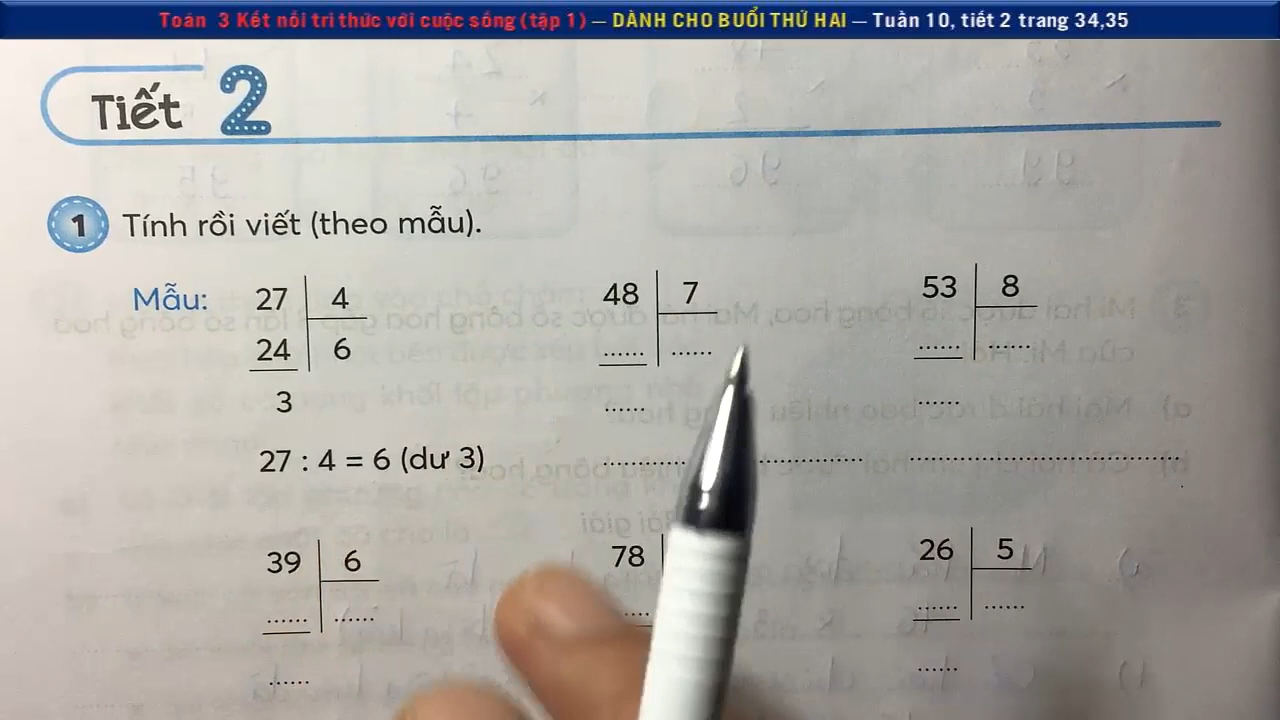 Toán 3 Kết nối tri thức với cuộc sống (tập 1) – DÀNH CHO BUỔI THỨ HAI – Tuần 10, tiết 2 trang 34,35
Tiết 2
1 Tính rồi viết (theo mẫu).
Mẫu: 27 4 48 7 53 8
24 6 ...... ...... ...... ......
3 ...... ......
27 : 4 = 6 (dư 3) ...... ......
39 6 78 26 5
...... ...... ...... ...... ......
...... ......